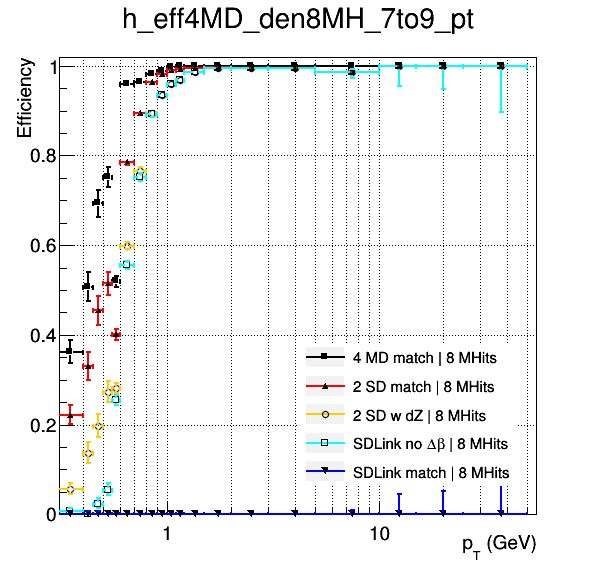 h_eff4MD_den8MH_7to9_pt
Efficiency
1
0.8
0.6
0.4
0.2
0
4 MD match | 8 MHits
2 SD match | 8 MHits
2 SD w dZ | 8 MHits
SDLink no Δβ | 8 MHits
SDLink match | 8 MHits
1
10
p_T (GeV)